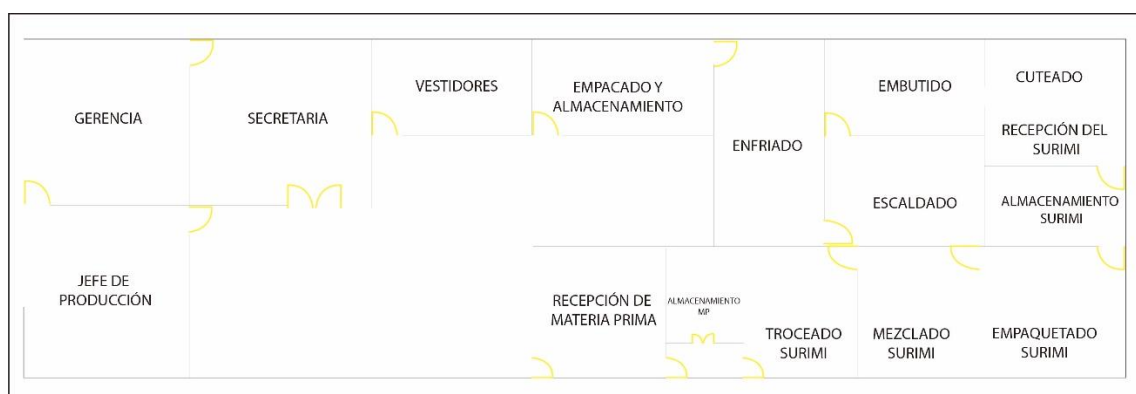 GERENCIA
SECRETARIA
VESTIDORES
EMPACADO Y
ALMACENAMIENTO
ENFRIADO
EMBUTIDO
CUTEADO
RECEPCIÓN DEL
SURIMI
ESCALDADO
ALMACENAMIENTO
SURIMI
JEFE DE
PRODUCCIÓN
RECEPCIÓN DE
MATERIA PRIMA
ALMACENAMIENTO
MP
TROCEADO
SURIMI
MEZCLADO
SURIMI
EMPAQUETADO
SURIMI